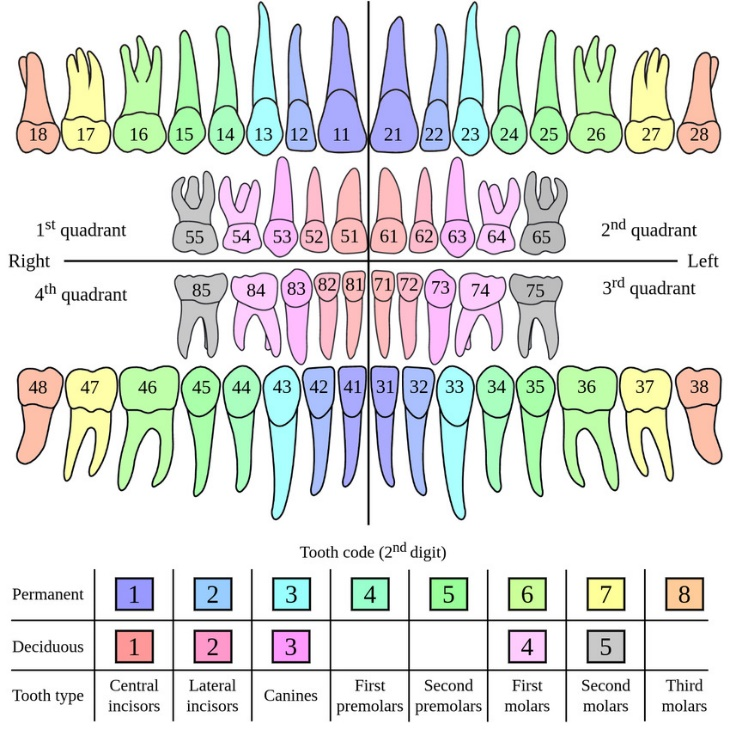 18 17 16 15 14 13 12 11 21 22 23 24 25 26 27 28
1st quadrant 55 54 53 52 51 61 62 63 64 65 2nd quadrant
Right Left
4th quadrant 85 84 83 82 81 71 72 73 74 75 3rd quadrant
48 47 46 45 44 43 42 41 31 32 33 34 35 36 37 38
Tooth code (2nd digit)
Permanent 1 2 3 4 5 6 7 8
Deciduous 1 2 3 4 5
Tooth type Central incisors Lateral incisors Canines First premolars Second premolars First molars Second molars Third molars